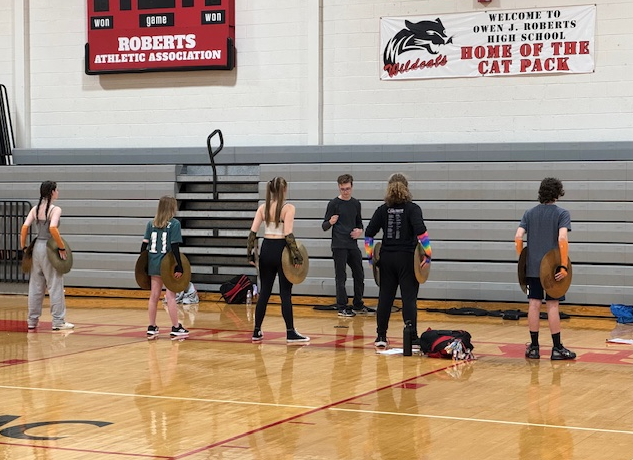 won game won
ROBERTS
ATHLETIC ASSOCIATION
WELCOME TO
OWEN J. ROBERTS
HIGH SCHOOL
HOME OF THE
CAT PACK
Wildcats
11